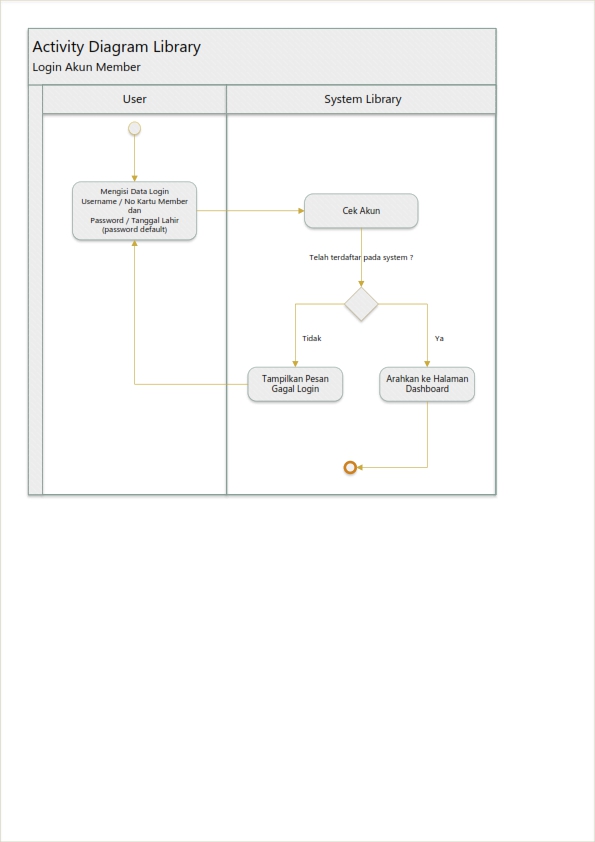 Activity Diagram Library
Login Akun Member
User
System Library
Mengisi Data Login
Username / No Kartu Member
dan
Password / Tanggal Lahir
(password default)
Cek Akun
Telah terdaftar pada system ?
Tidak
Ya
Tampilkan Pesan
Gagal Login
Arahkan ke Halaman
Dashboard